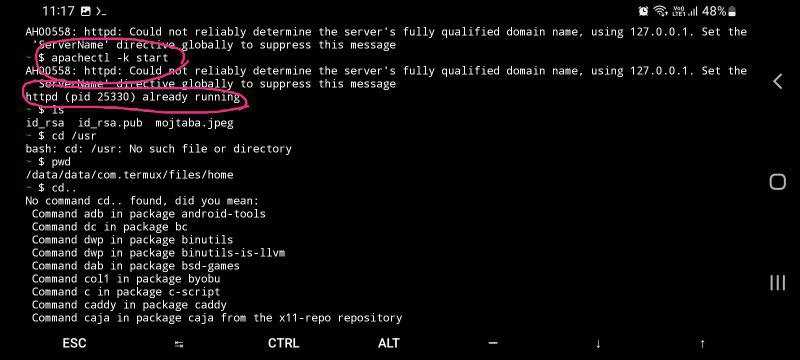 11:17 48%
AH00558: httpd: Could not reliably determine the server's fully qualified domain name, using 127.0.0.1. Set the
'ServerName' directive globally to suppress this message
~ $ apachectl -k start
AH00558: httpd: Could not reliably determine the server's fully qualified domain name, using 127.0.0.1. Set the
'ServerName' directive globally to suppress this message
httpd (pid 25330) already running
~ $ ls
id_rsa id_rsa.pub mojtaba.jpeg
~ $ cd /usr
bash: cd: /usr: No such file or directory
~ $ pwd
/data/data/com.termux/files/home
~ $ cd..
No command cd.. found, did you mean:
Command adb in package android-tools
Command dc in package bc
Command dwp in package binutils
Command dwp in package binutils-is-llvm
Command dab in package bsd-games
Command col1 in package byobu
Command c in package c-script
Command caddy in package caddy
Command caja in package caja from the x11-repo repository
ESC ↹ CTRL ALT — ↓ ↑